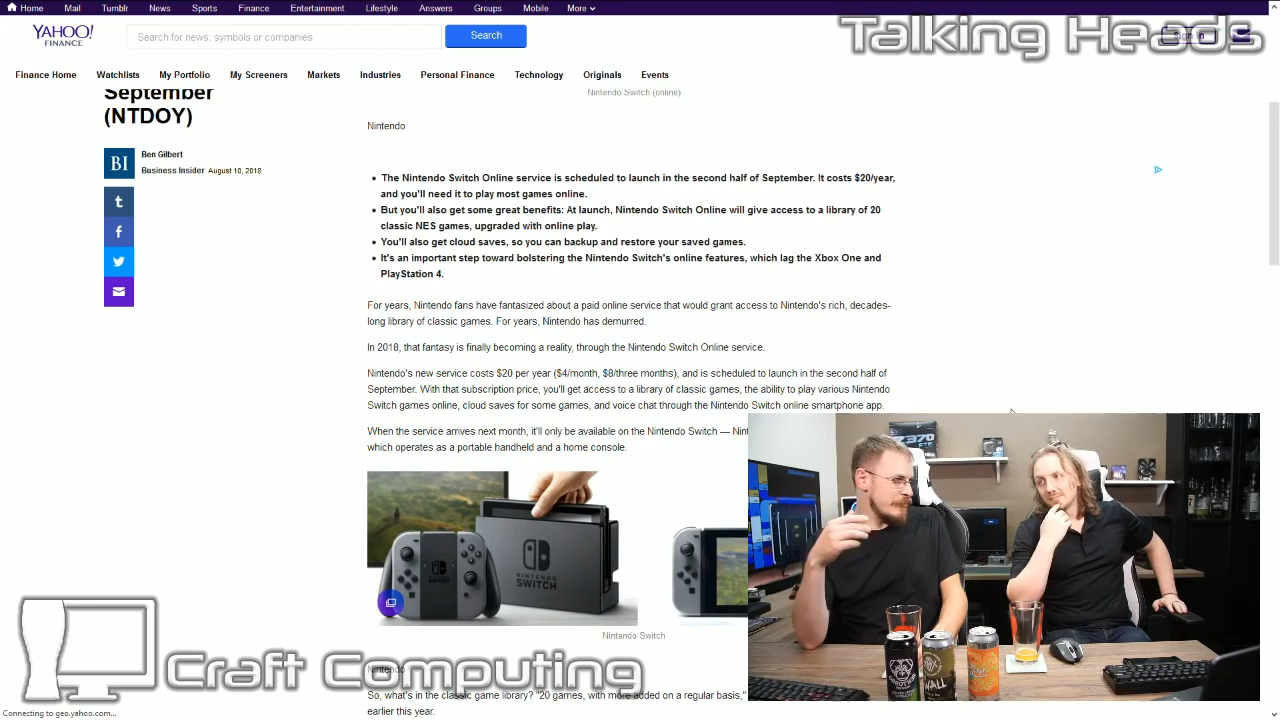 Home Mail Tumblr News Sports Finance Entertainment Lifestyle Answers Groups Mobile More
YAHOO!
FINANCE
Search for news, symbols or companies
Search
Talking Heads
Sign in
Finance Home Watchlists My Portfolio My Screeners Markets Industries Personal Finance Technology Originals Events
September
(NTDOY)
Nintendo Switch (online)
Nintendo
BI
Ben Gilbert
Business Insider August 10, 2018
• The Nintendo Switch Online service is scheduled to launch in the second half of September. It costs $20/year,
and you'll need it to play most games online.
• But you'll also get some great benefits: At launch, Nintendo Switch Online will give access to a library of 20
classic NES games, upgraded with online play.
• You'll also get cloud saves, so you can backup and restore your saved games.
• It's an important step toward bolstering the Nintendo Switch's online features, which lag the Xbox One and
PlayStation 4.
For years, Nintendo fans have fantasized about a paid online service that would grant access to Nintendo's rich, decades-
long library of classic games. For years, Nintendo has demurred.
In 2018, that fantasy is finally becoming a reality, through the Nintendo Switch Online service.
Nintendo's new service costs $20 per year ($4/month, $8/three months), and is scheduled to launch in the second half of
September. With that subscription price, you'll get access to a library of classic games, the ability to play various Nintendo
Switch games online, cloud saves for some games, and voice chat through the Nintendo Switch online smartphone app.
When the service arrives next month, it'll only be available on the Nintendo Switch — Nint
which operates as a portable handheld and a home console.
Z370
NINTENDO
SWITCH
WALL
Nintendo Switch
Nintendo
Craft Computing
So, what's in the classic game library? "20 games, with more added on a regular basis,"
earlier this year.
Connecting to geo.yahoo.com...